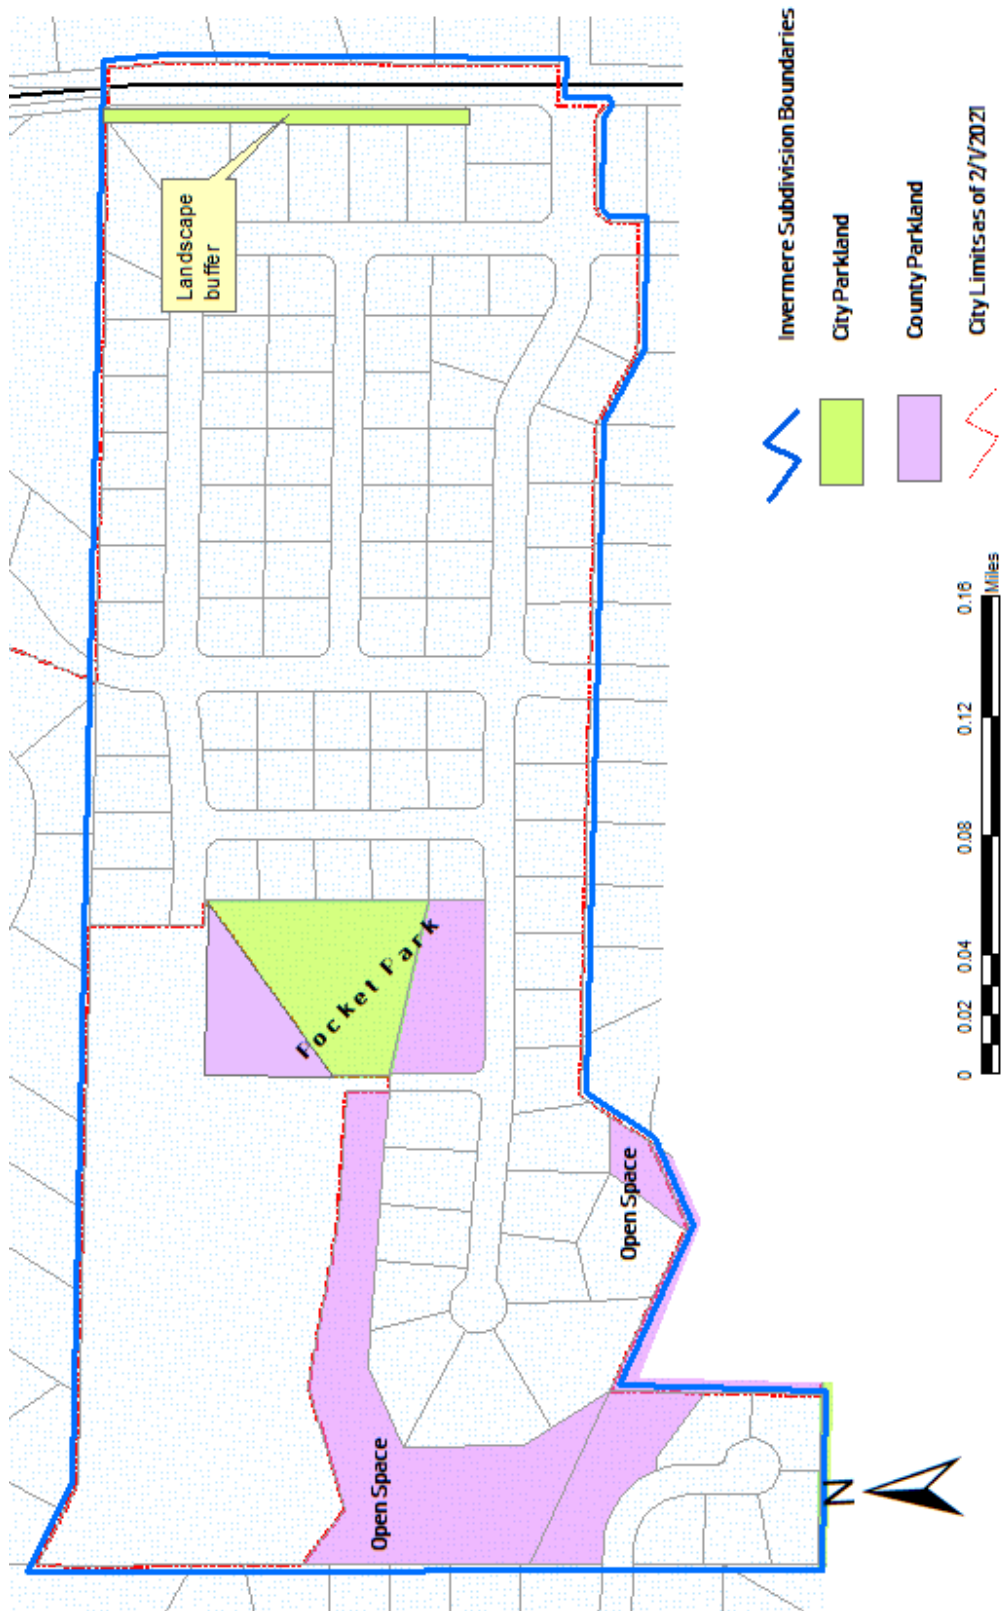 Landscape
buffer
Pocket Park
Open Space
Open Space
Invermere Subdivision Boundaries
City Parkland
County Parkland
City Limits as of 2/1/2021
0 0.02 0.04 0.08 0.12 0.16
Miles
N